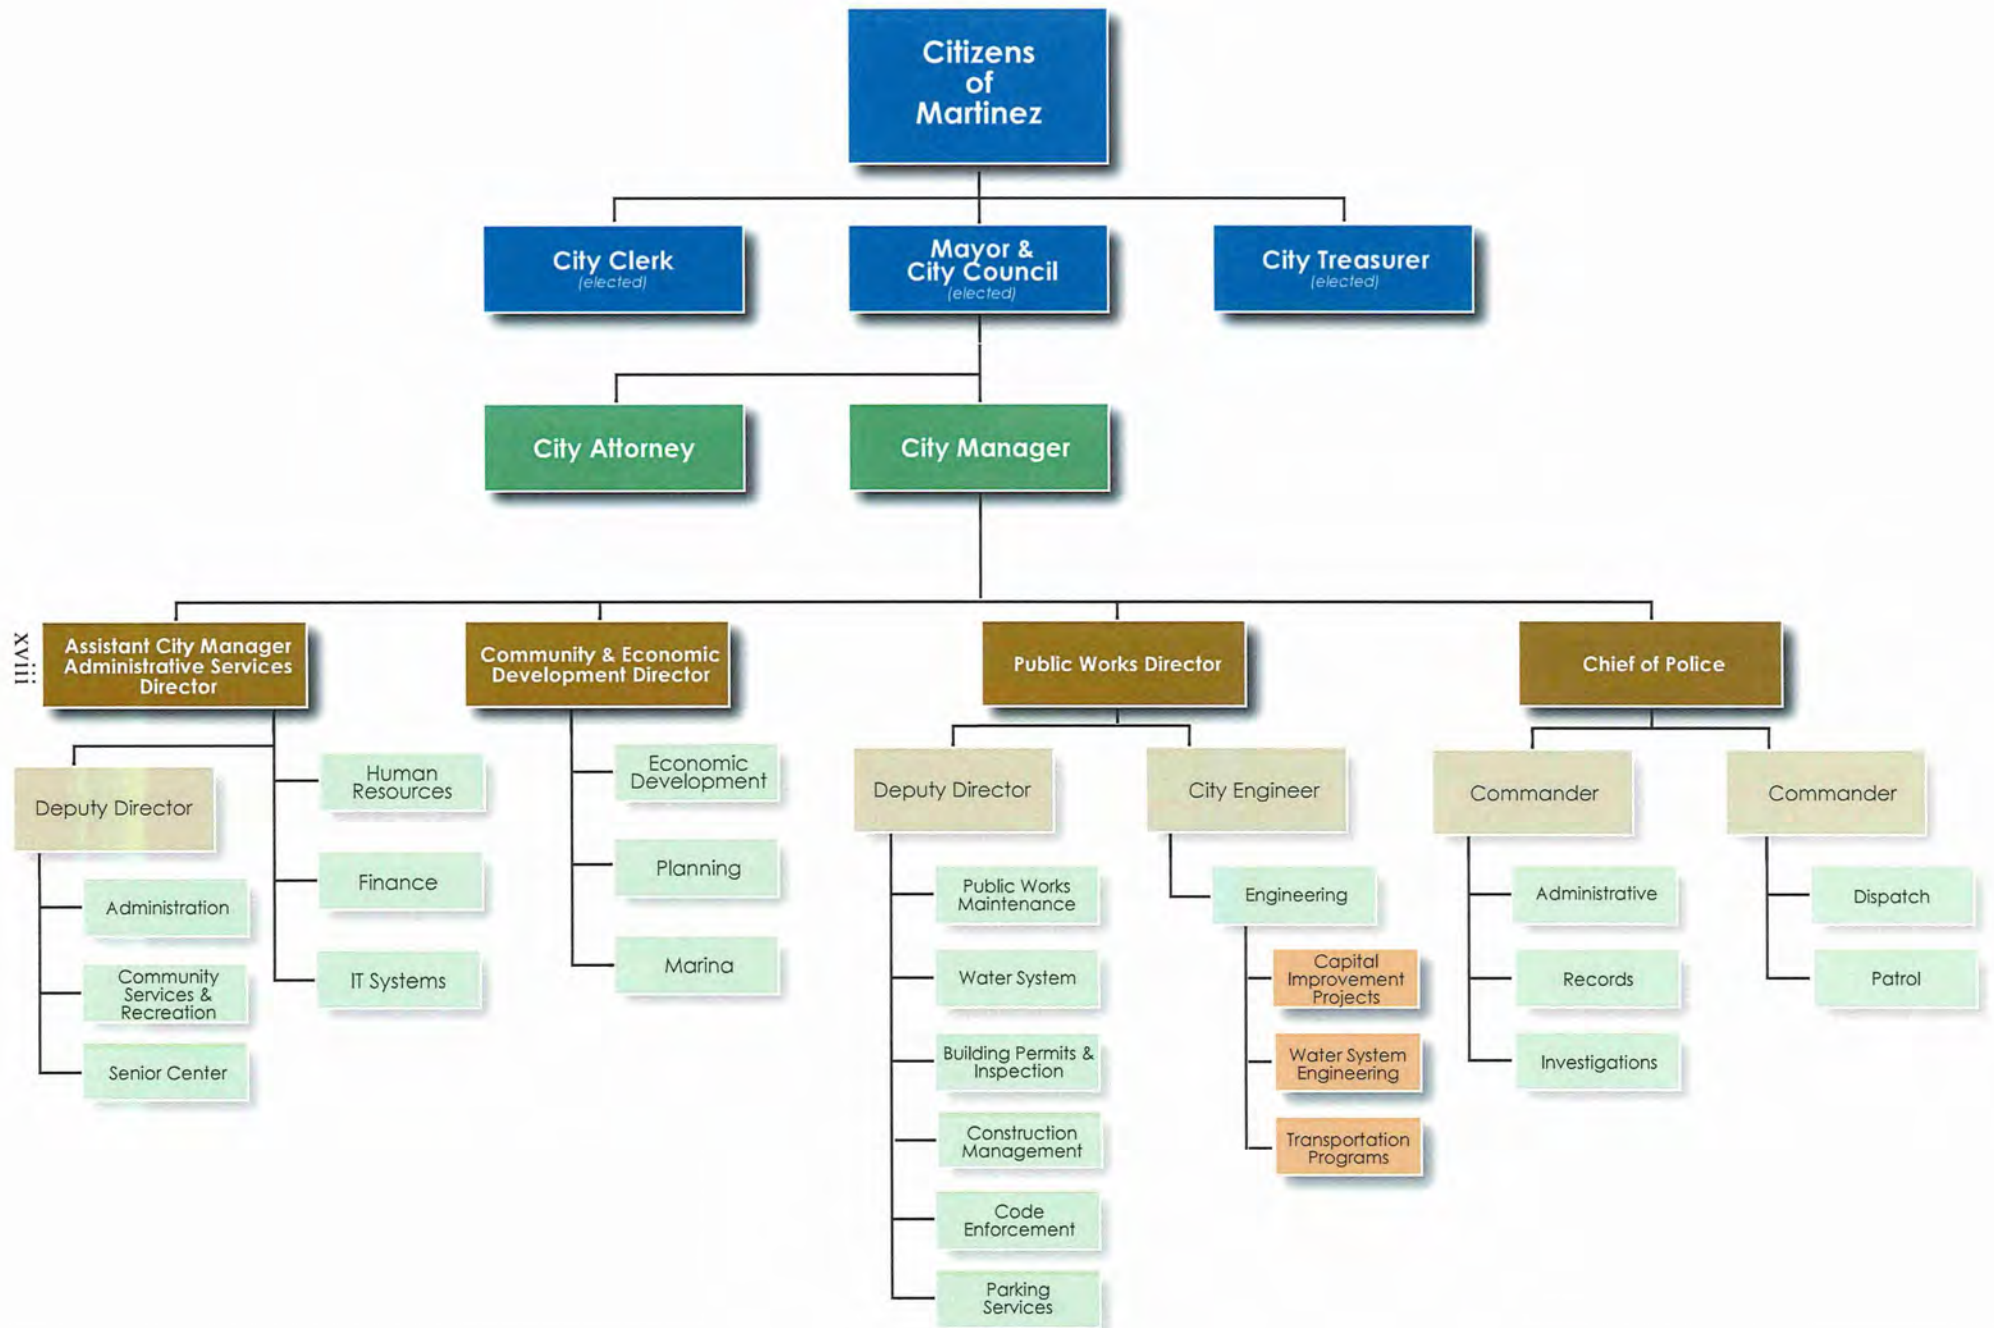 Citizens
of
Martinez
City Clerk
(elected)
Mayor &
City Council
(elected)
City Treasurer
(elected)
City Attorney
City Manager
xviii
Assistant City Manager
Administrative Services
Director
Community & Economic
Development Director
Public Works Director
Chief of Police
Deputy Director
Administration
Community
Services &
Recreation
Senior Center
Human
Resources
Finance
IT Systems
Economic
Development
Planning
Marina
Deputy Director
Public Works
Maintenance
Water System
Building Permits &
Inspection
Construction
Management
Code
Enforcement
Parking
Services
City Engineer
Engineering
Capital
Improvement
Projects
Water System
Engineering
Transportation
Programs
Commander
Administrative
Records
Investigations
Commander
Dispatch
Patrol